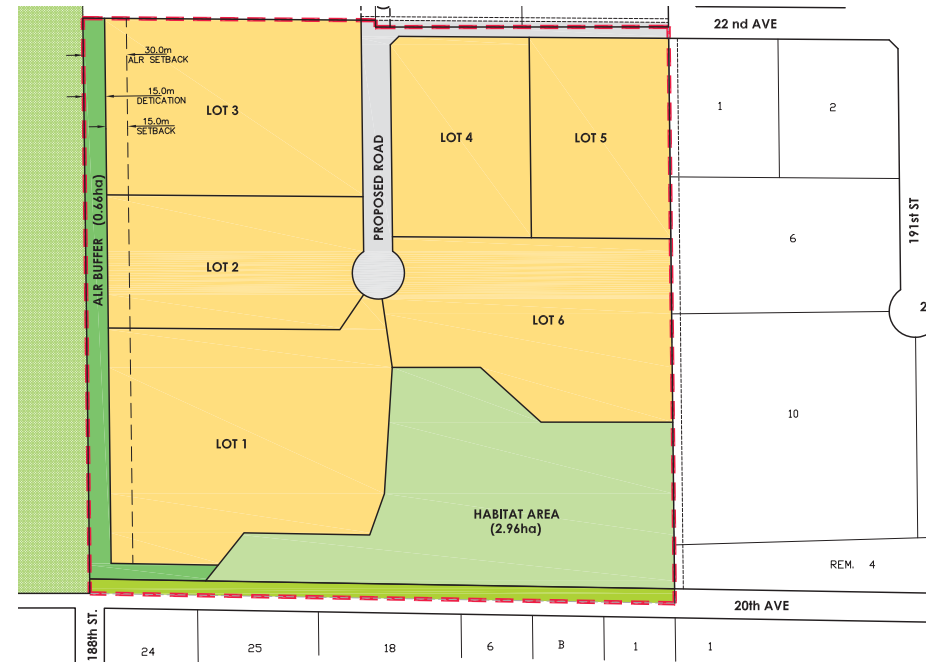 22 nd AVE
30.0m
ALR SETBACK
15.0m
DETICATION
15.0m
SETBACK
LOT 3
LOT 4
LOT 5
1
2
PROPOSED ROAD
ALR BUFFER (0.66ha)
191st ST
6
LOT 2
LOT 6
2
10
LOT 1
HABITAT AREA
(2.96ha)
REM. 4
20th AVE
188th ST.
24
25
18
6
B
1
1